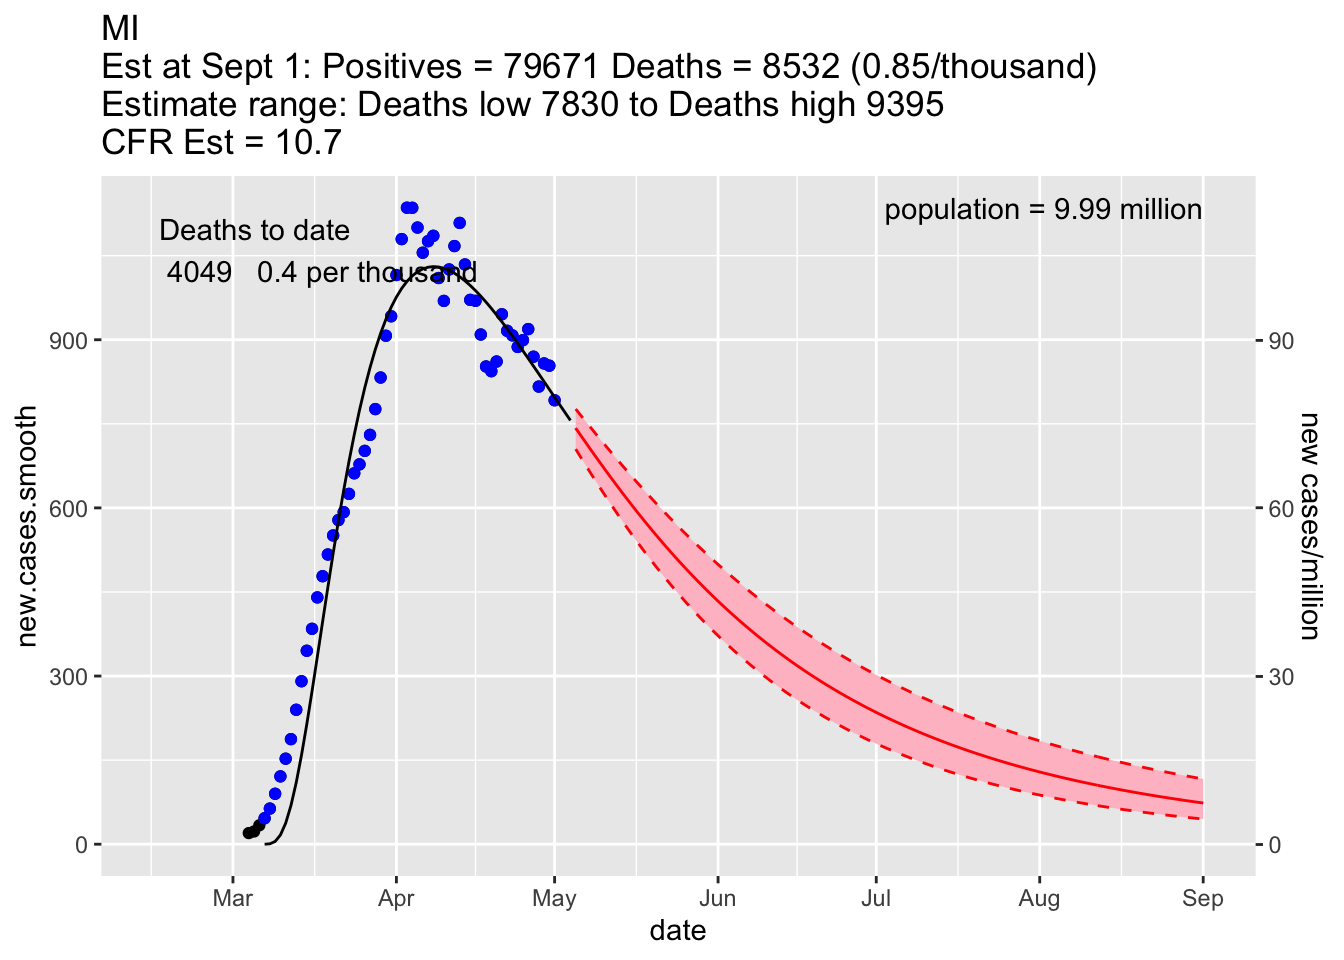 MI
Est at Sept 1: Positives = 79671 Deaths = 8532 (0.85/thousand)
Estimate range: Deaths low 7830 to Deaths high 9395
CFR Est = 10.7
Deaths to date
4049 0.4 per thousand
population = 9.99 million
new.cases.smooth
900
600
300
0
90
60
30
0
new cases/million
Mar Apr May Jun Jul Aug Sep
date